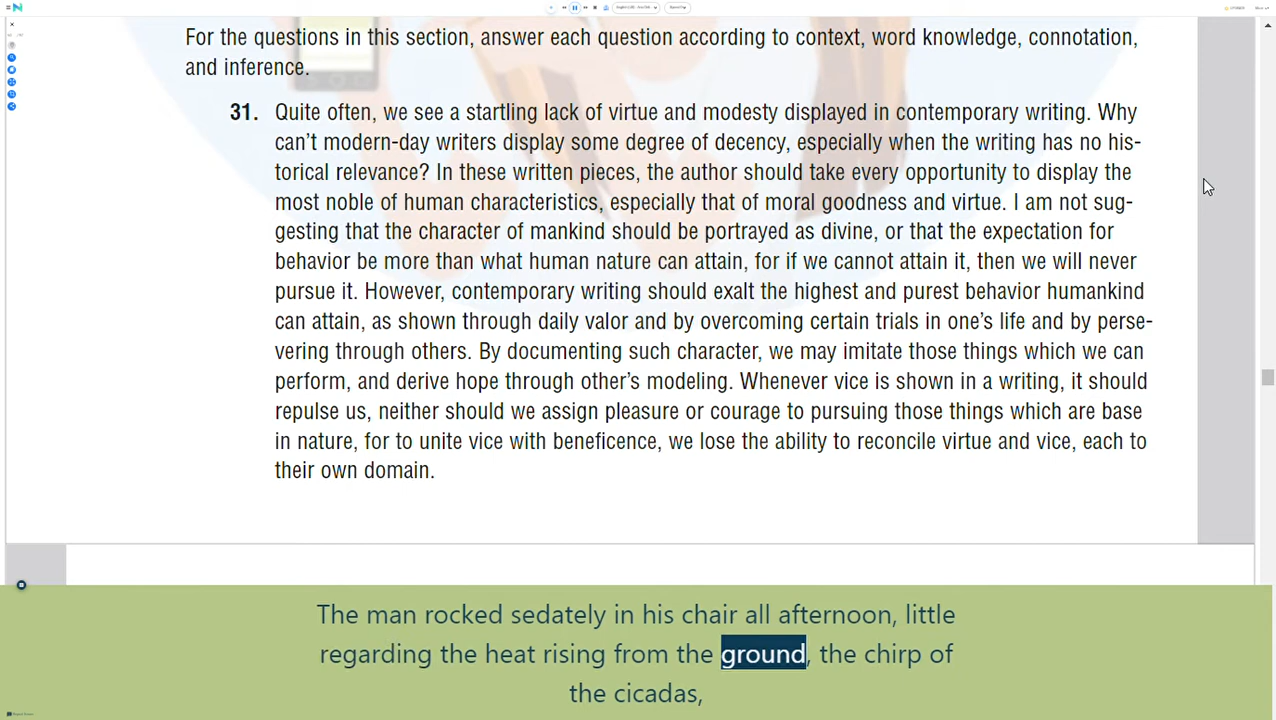 For the questions in this section, answer each question according to context, word knowledge, connotation,
and inference.
31. Quite often, we see a startling lack of virtue and modesty displayed in contemporary writing. Why
can't modern-day writers display some degree of decency, especially when the writing has no his-
torical relevance? In these written pieces, the author should take every opportunity to display the
most noble of human characteristics, especially that of moral goodness and virtue. I am not sug-
gesting that the character of mankind should be portrayed as divine, or that the expectation for
behavior be more than what human nature can attain, for if we cannot attain it, then we will never
pursue it. However, contemporary writing should exalt the highest and purest behavior humankind
can attain, as shown through daily valor and by overcoming certain trials in one's life and by perse-
vering through others. By documenting such character, we may imitate those things which we can
perform, and derive hope through other's modeling. Whenever vice is shown in a writing, it should
repulse us, neither should we assign pleasure or courage to pursuing those things which are base
in nature, for to unite vice with beneficence, we lose the ability to reconcile virtue and vice, each to
their own domain.
The man rocked sedately in his chair all afternoon, little
regarding the heat rising from the ground, the chirp of
the cicadas,